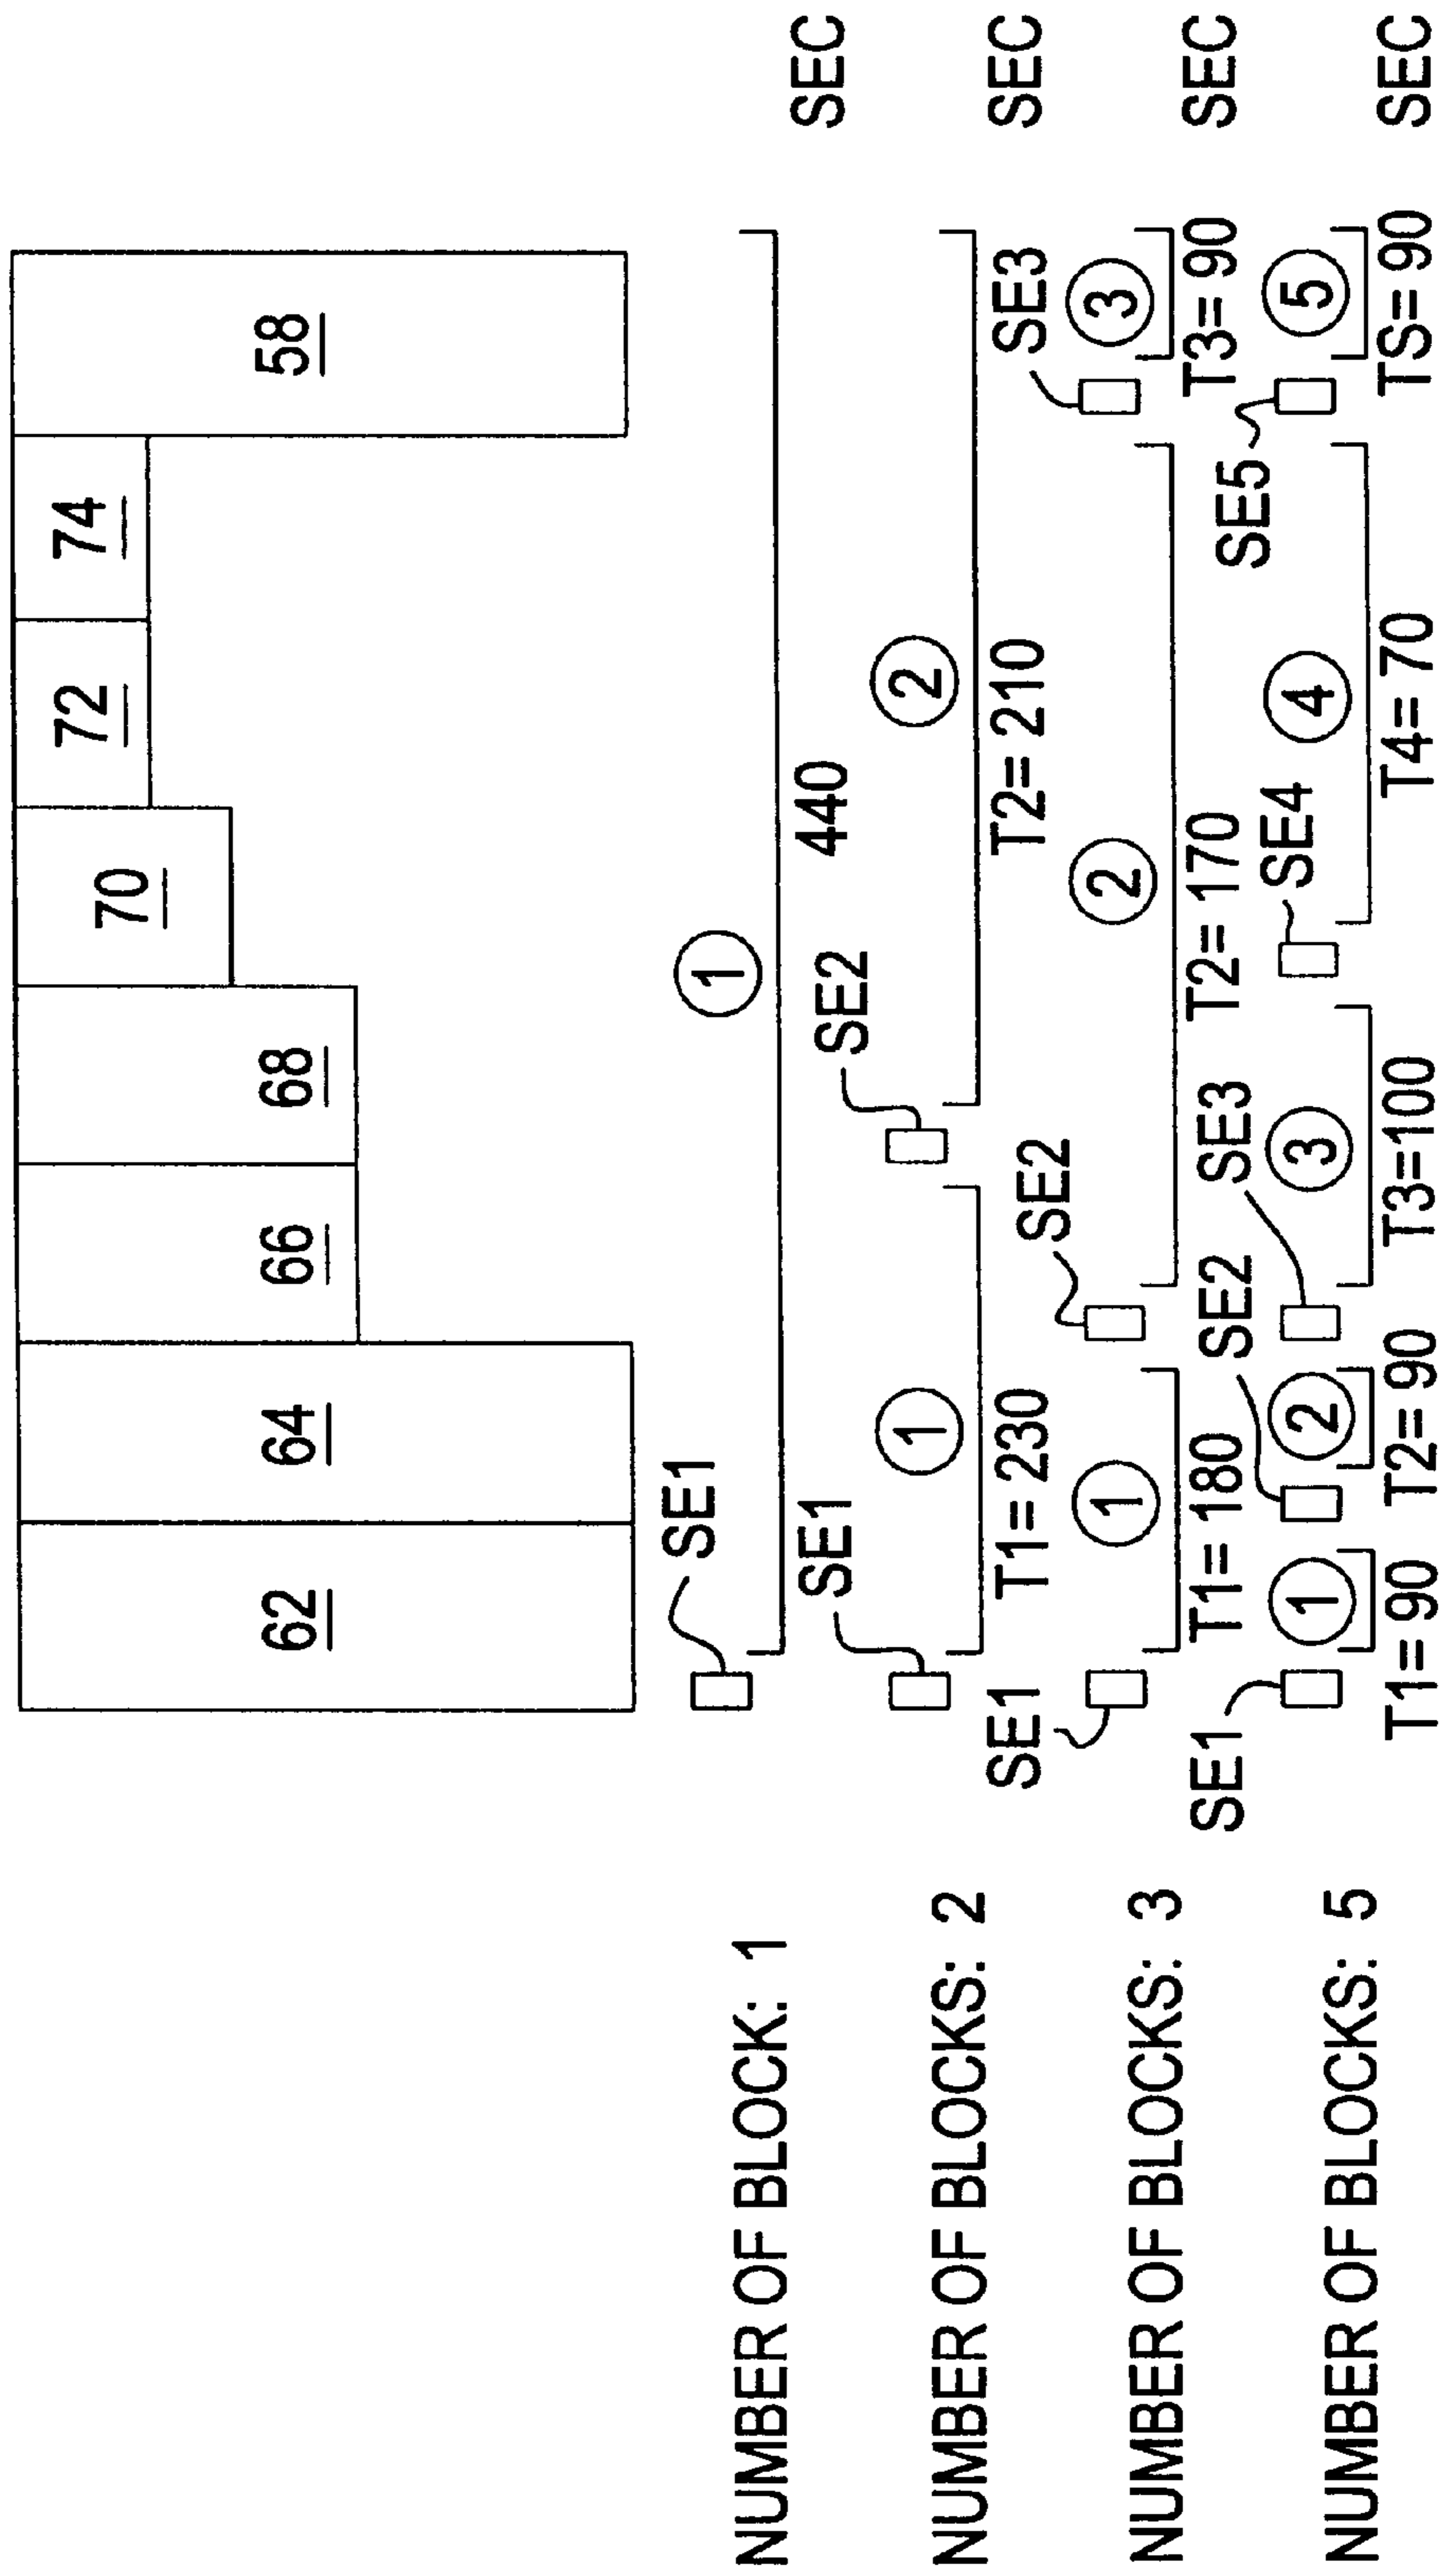 62 64 66 68 70 72 74 58
SE1
NUMBER OF BLOCK: 1 ①
440 SEC
SE1 SE2
NUMBER OF BLOCKS: 2 ① ②
T1= 230 T2= 210 SEC
SE1 SE2 SE3
NUMBER OF BLOCKS: 3 ① ② ③
T1= 180 T2= 170 T3= 90 SEC
SE1 SE2 SE3 SE4 SE5
NUMBER OF BLOCKS: 5 ① ② ③ ④ ⑤
T1= 90 T2= 90 T3=100 T4= 70 TS= 90 SEC